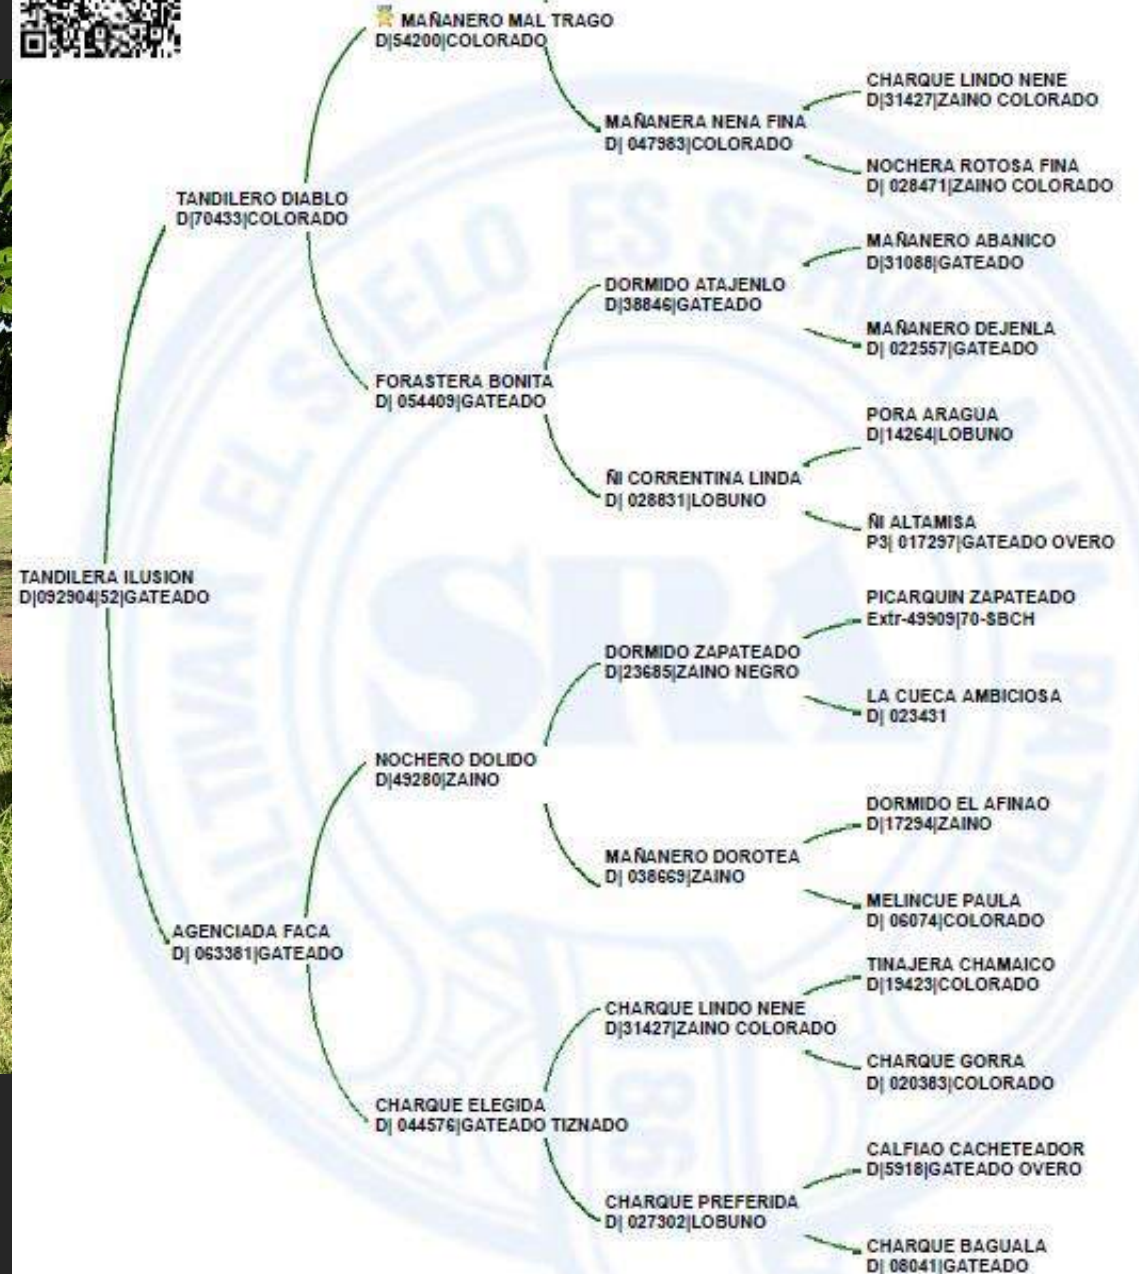 MAÑANERO MAL TRAGO
D|54200|COLORADO
CHARQUE LINDO NENE
D|31427|ZAINO COLORADO
MAÑANERA NENA FINA
D| 047983|COLORADO
NOCHERA ROTOSA FINA
D| 028471|ZAINO COLORADO
TANDILERO DIABLO
D|70433|COLORADO
MAÑANERO ABANICO
D|31088|GATEADO
DORMIDO ATAJENLO
D|38846|GATEADO
MAÑANERO DEJENLA
D| 022557|GATEADO
FORASTERA BONITA
D| 054409|GATEADO
PORA ARAGUA
D|14264|LOBUNO
ÑI CORRENTINA LINDA
D| 028831|LOBUNO
ÑI ALTAMISA
P3| 017297|GATEADO OVERO
TANDILERA ILUSION
D|092904|52|GATEADO
PICARQUIN ZAPATEADO
Extr-49909|70-SBCH
DORMIDO ZAPATEADO
D|23685|ZAINO NEGRO
LA CUECA AMBICIOSA
D| 023431
NOCHERO DOLIDO
D|49280|ZAINO
DORMIDO EL AFINAO
D|17294|ZAINO
MAÑANERO DOROTEA
D| 038669|ZAINO
MELINCUE PAULA
D| 06074|COLORADO
AGENCIADA FACA
D| 063381|GATEADO
TINAJERA CHAMAICO
D|19423|COLORADO
CHARQUE LINDO NENE
D|31427|ZAINO COLORADO
CHARQUE GORRA
D| 020383|COLORADO
CHARQUE ELEGIDA
D| 044576|GATEADO TIZNADO
CALFIAO CACHETEADOR
D|5918|GATEADO OVERO
CHARQUE PREFERIDA
D| 027302|LOBUNO
CHARQUE BAGUALA
D| 08041|GATEADO
SRA